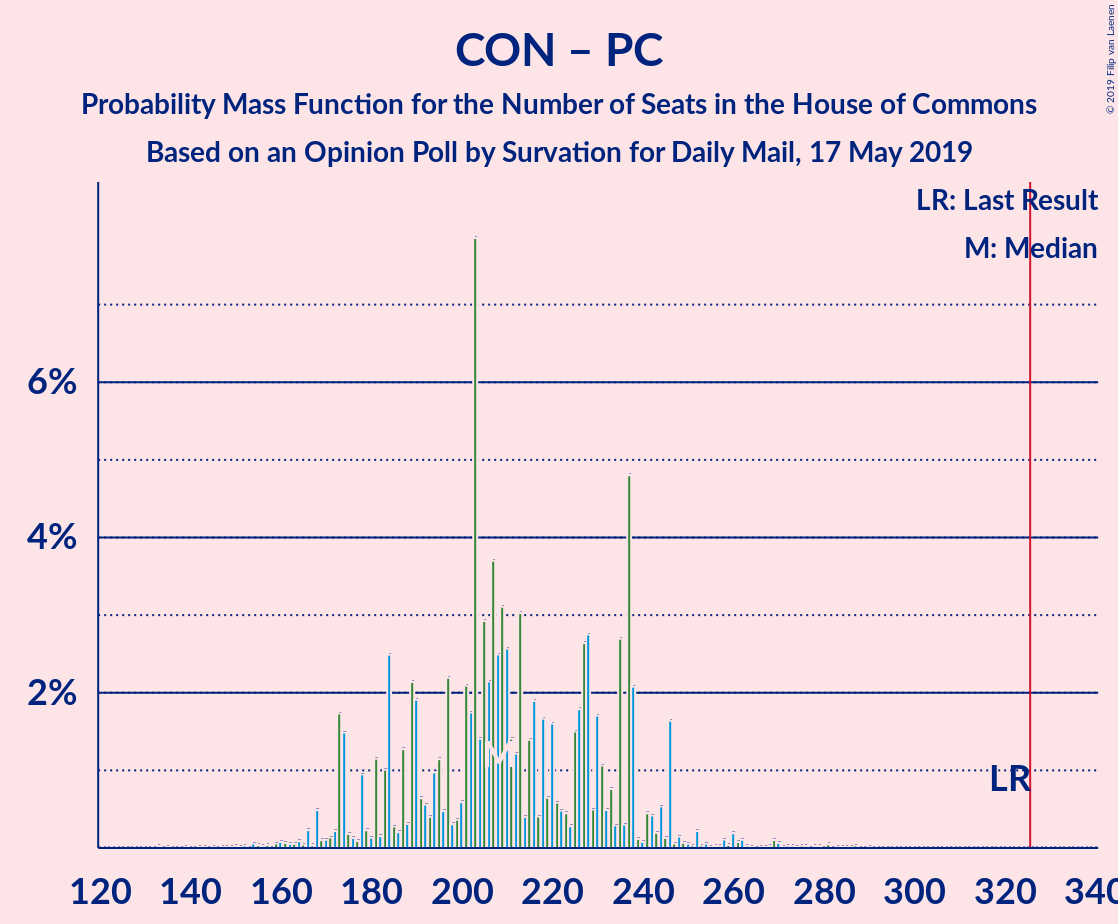 CON – PC
Probability Mass Function for the Number of Seats in the House of Commons
Based on an Opinion Poll by Survation for Daily Mail, 17 May 2019
© 2019 Filip van Laenen
LR: Last Result
M: Median
6%
4%
2%
M
LR
120 140 160 180 200 220 240 260 280 300 320 340